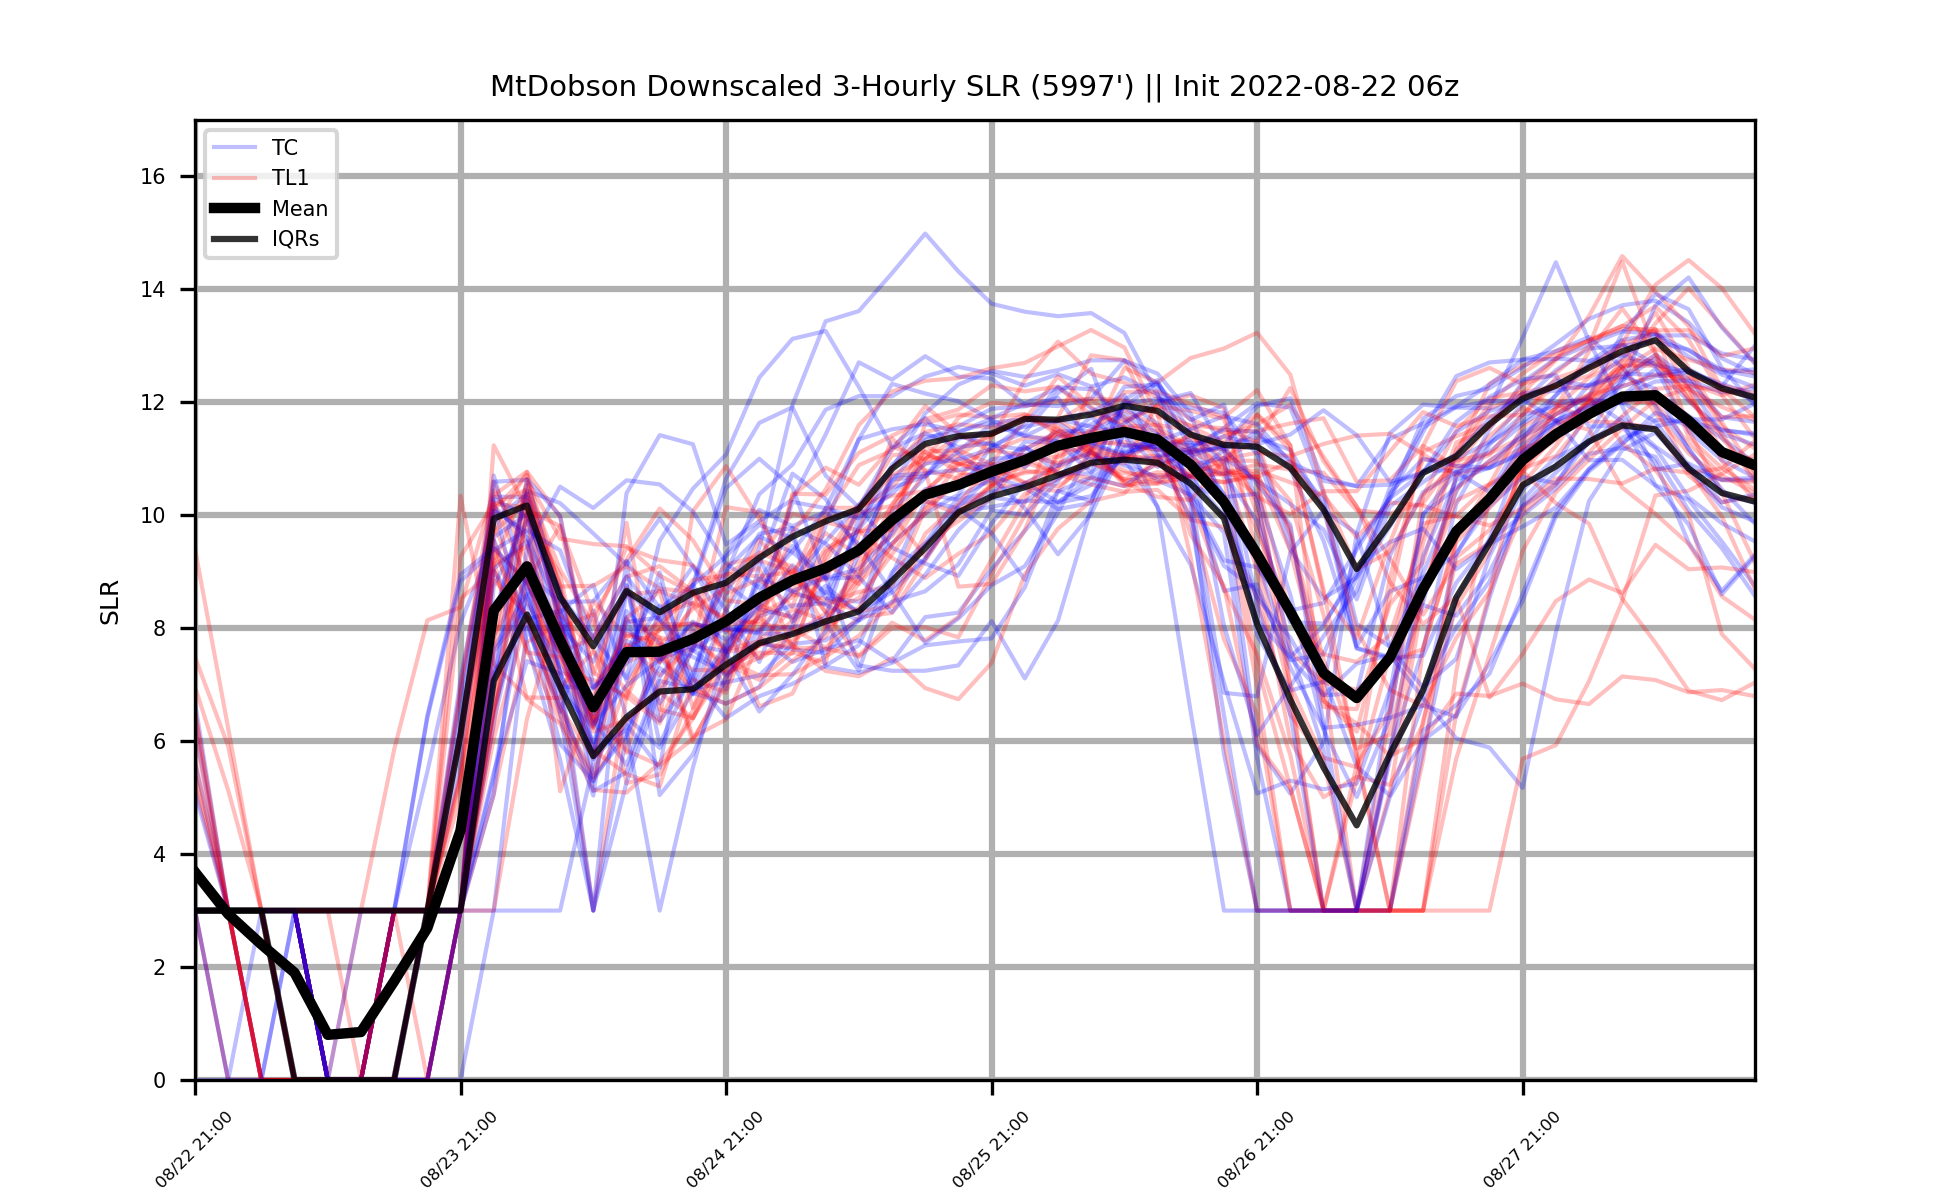 MtDobson Downscaled 3-Hourly SLR (5997') || Init 2022-08-22 06z
TC
TL1
Mean
IQRs
SLR
16
14
12
10
8
6
4
2
0
08/22 21:00
08/23 21:00
08/24 21:00
08/25 21:00
08/26 21:00
08/27 21:00